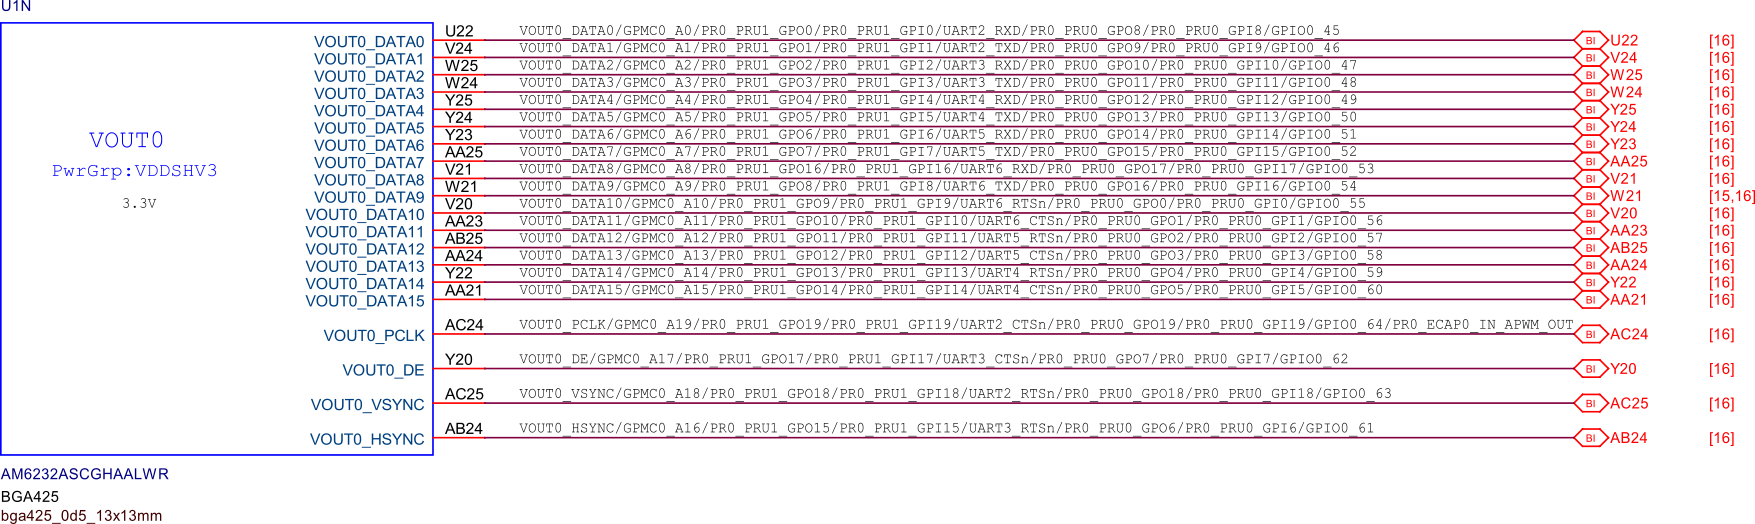 U1N
VOUT0
PwrGrp:VDDSHV3
3.3V
VOUT0_DATA0 U22 VOUT0_DATA0/GPMC0_A0/PR0_PRU1_GPO0/PR0_PRU1_GPI0/UART2_RXD/PR0_PRU0_GPO8/PR0_PRU0_GPI8/GPIO0_45 BI U22 [16]
VOUT0_DATA1 V24 VOUT0_DATA1/GPMC0_A1/PR0_PRU1_GPO1/PR0_PRU1_GPI1/UART2_TXD/PR0_PRU0_GPO9/PR0_PRU0_GPI9/GPIO0_46 BI V24 [16]
VOUT0_DATA2 W25 VOUT0_DATA2/GPMC0_A2/PR0_PRU1_GPO2/PR0_PRU1_GPI2/UART3_RXD/PR0_PRU0_GPO10/PR0_PRU0_GPI10/GPIO0_47 BI W25 [16]
VOUT0_DATA3 W24 VOUT0_DATA3/GPMC0_A3/PR0_PRU1_GPO3/PR0_PRU1_GPI3/UART3_TXD/PR0_PRU0_GPO11/PR0_PRU0_GPI11/GPIO0_48 BI W24 [16]
VOUT0_DATA4 Y25 VOUT0_DATA4/GPMC0_A4/PR0_PRU1_GPO4/PR0_PRU1_GPI4/UART4_RXD/PR0_PRU0_GPO12/PR0_PRU0_GPI12/GPIO0_49 BI Y25 [16]
VOUT0_DATA5 Y24 VOUT0_DATA5/GPMC0_A5/PR0_PRU1_GPO5/PR0_PRU1_GPI5/UART4_TXD/PR0_PRU0_GPO13/PR0_PRU0_GPI13/GPIO0_50 BI Y24 [16]
VOUT0_DATA6 Y23 VOUT0_DATA6/GPMC0_A6/PR0_PRU1_GPO6/PR0_PRU1_GPI6/UART5_RXD/PR0_PRU0_GPO14/PR0_PRU0_GPI14/GPIO0_51 BI Y23 [16]
VOUT0_DATA7 AA25 VOUT0_DATA7/GPMC0_A7/PR0_PRU1_GPO7/PR0_PRU1_GPI7/UART5_TXD/PR0_PRU0_GPO15/PR0_PRU0_GPI15/GPIO0_52 BI AA25 [16]
VOUT0_DATA8 V21 VOUT0_DATA8/GPMC0_A8/PR0_PRU1_GPO16/PR0_PRU1_GPI16/UART6_RXD/PR0_PRU0_GPO17/PR0_PRU0_GPI17/GPIO0_53 BI V21 [16]
VOUT0_DATA9 W21 VOUT0_DATA9/GPMC0_A9/PR0_PRU1_GPO8/PR0_PRU1_GPI8/UART6_TXD/PR0_PRU0_GPO16/PR0_PRU0_GPI16/GPIO0_54 BI W21 [15,16]
VOUT0_DATA10 V20 VOUT0_DATA10/GPMC0_A10/PR0_PRU1_GPO9/PR0_PRU1_GPI9/UART6_RTSn/PR0_PRU0_GPO0/PR0_PRU0_GPI0/GPIO0_55 BI V20 [16]
VOUT0_DATA11 AA23 VOUT0_DATA11/GPMC0_A11/PR0_PRU1_GPO10/PR0_PRU1_GPI10/UART6_CTSn/PR0_PRU0_GPO1/PR0_PRU0_GPI1/GPIO0_56 BI AA23 [16]
VOUT0_DATA12 AB25 VOUT0_DATA12/GPMC0_A12/PR0_PRU1_GPO11/PR0_PRU1_GPI11/UART5_RTSn/PR0_PRU0_GPO2/PR0_PRU0_GPI2/GPIO0_57 BI AB25 [16]
VOUT0_DATA13 AA24 VOUT0_DATA13/GPMC0_A13/PR0_PRU1_GPO12/PR0_PRU1_GPI12/UART5_CTSn/PR0_PRU0_GPO3/PR0_PRU0_GPI3/GPIO0_58 BI AA24 [16]
VOUT0_DATA14 Y22 VOUT0_DATA14/GPMC0_A14/PR0_PRU1_GPO13/PR0_PRU1_GPI13/UART4_RTSn/PR0_PRU0_GPO4/PR0_PRU0_GPI4/GPIO0_59 BI Y22 [16]
VOUT0_DATA15 AA21 VOUT0_DATA15/GPMC0_A15/PR0_PRU1_GPO14/PR0_PRU1_GPI14/UART4_CTSn/PR0_PRU0_GPO5/PR0_PRU0_GPI5/GPIO0_60 BI AA21 [16]
VOUT0_PCLK AC24 VOUT0_PCLK/GPMC0_A19/PR0_PRU1_GPO19/PR0_PRU1_GPI19/UART2_CTSn/PR0_PRU0_GPO19/PR0_PRU0_GPI19/GPIO0_64/PR0_ECAP0_IN_APWM_OUT BI AC24 [16]
VOUT0_DE Y20 VOUT0_DE/GPMC0_A17/PR0_PRU1_GPO17/PR0_PRU1_GPI17/UART3_CTSn/PR0_PRU0_GPO7/PR0_PRU0_GPI7/GPIO0_62 BI Y20 [16]
VOUT0_VSYNC AC25 VOUT0_VSYNC/GPMC0_A18/PR0_PRU1_GPO18/PR0_PRU1_GPI18/UART2_RTSn/PR0_PRU0_GPO18/PR0_PRU0_GPI18/GPIO0_63 BI AC25 [16]
VOUT0_HSYNC AB24 VOUT0_HSYNC/GPMC0_A16/PR0_PRU1_GPO15/PR0_PRU1_GPI15/UART3_RTSn/PR0_PRU0_GPO6/PR0_PRU0_GPI6/GPIO0_61 BI AB24 [16]
AM6232ASCGHAALWR
BGA425
bga425_0d5_13x13mm